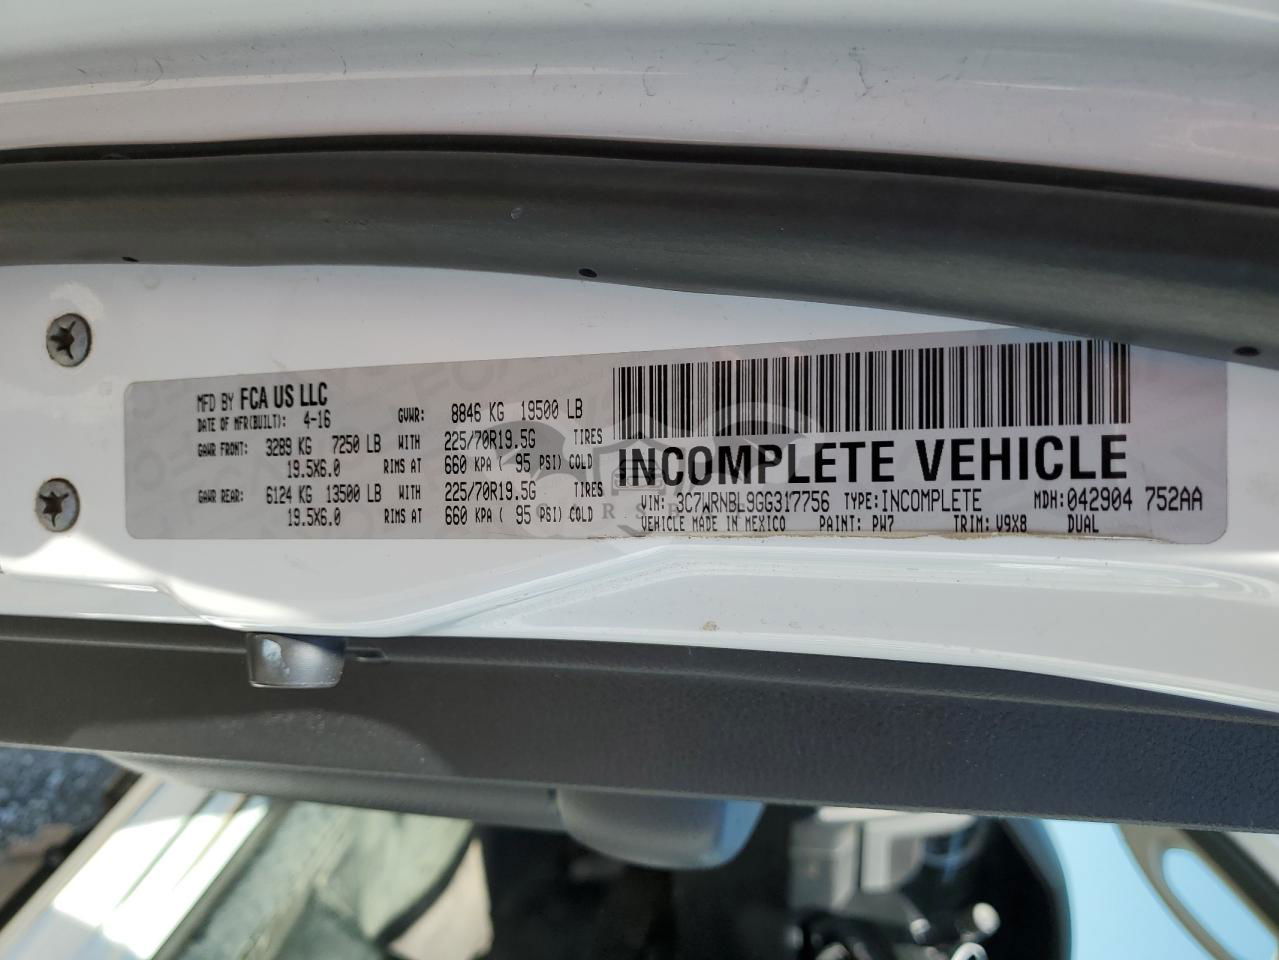 MFD BY FCA US LLC
DATE OF MFR(BUILT): 4-16 GVWR: 8846 KG 19500 LB
GAWR FRONT: 3289 KG 7250 LB WITH 225/70R19.5G TIRES
19.5X6.0 RIMS AT 660 KPA ( 95 PSI) COLD
GAWR REAR: 6124 KG 13500 LB WITH 225/70R19.5G TIRES
19.5X6.0 RIMS AT 660 KPA ( 95 PSI) COLD
INCOMPLETE VEHICLE
VIN: 3C7WRNBL9GG317756 TYPE:INCOMPLETE MDH:042904 752AA
VEHICLE MADE IN MEXICO PAINT: PW7 TRIM: V9X8 DUAL